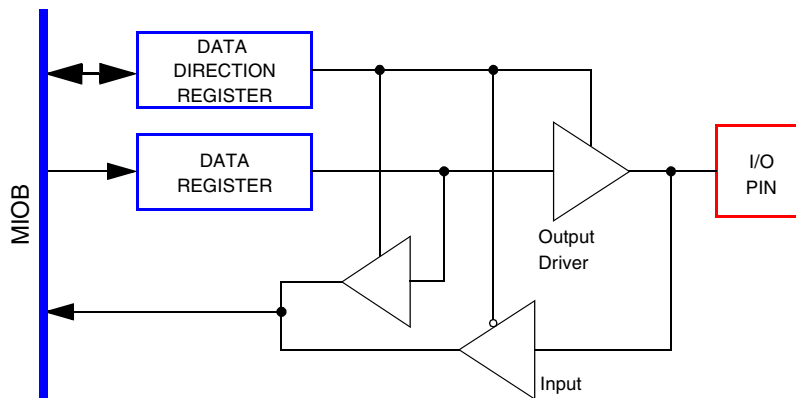 DATA
DIRECTION
REGISTER
DATA
REGISTER
I/O
PIN
MIOB
Output
Driver
Input